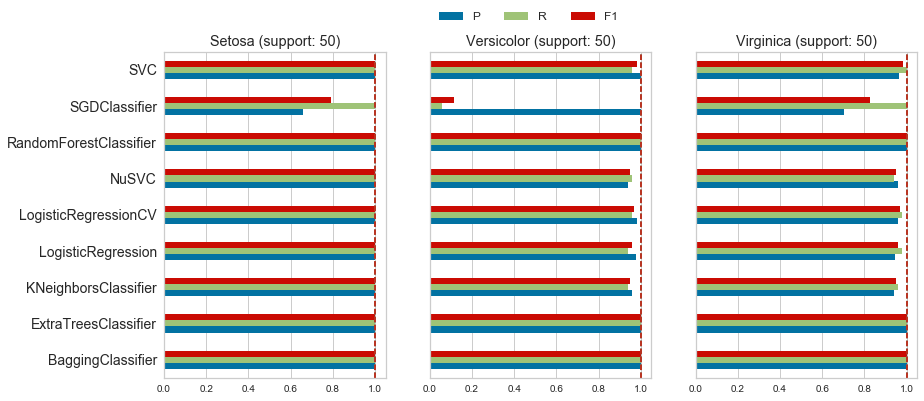 P R F1
Setosa (support: 50) Versicolor (support: 50) Virginica (support: 50)
SVC
SGDClassifier
RandomForestClassifier
NuSVC
LogisticRegressionCV
LogisticRegression
KNeighborsClassifier
ExtraTreesClassifier
BaggingClassifier
0.0 0.2 0.4 0.6 0.8 1.0 0.0 0.2 0.4 0.6 0.8 1.0 0.0 0.2 0.4 0.6 0.8 1.0